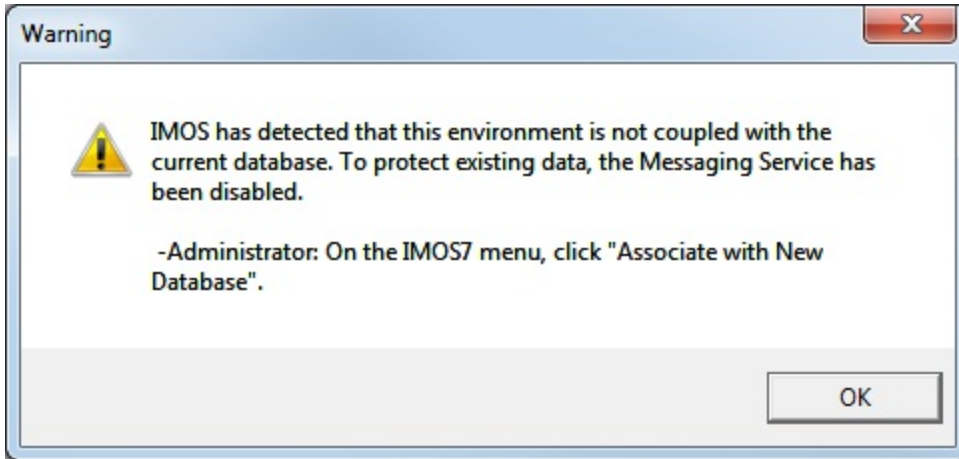 Warning
IMOS has detected that this environment is not coupled with the
current database. To protect existing data, the Messaging Service has
been disabled.
-Administrator: On the IMOS7 menu, click "Associate with New
Database".
OK